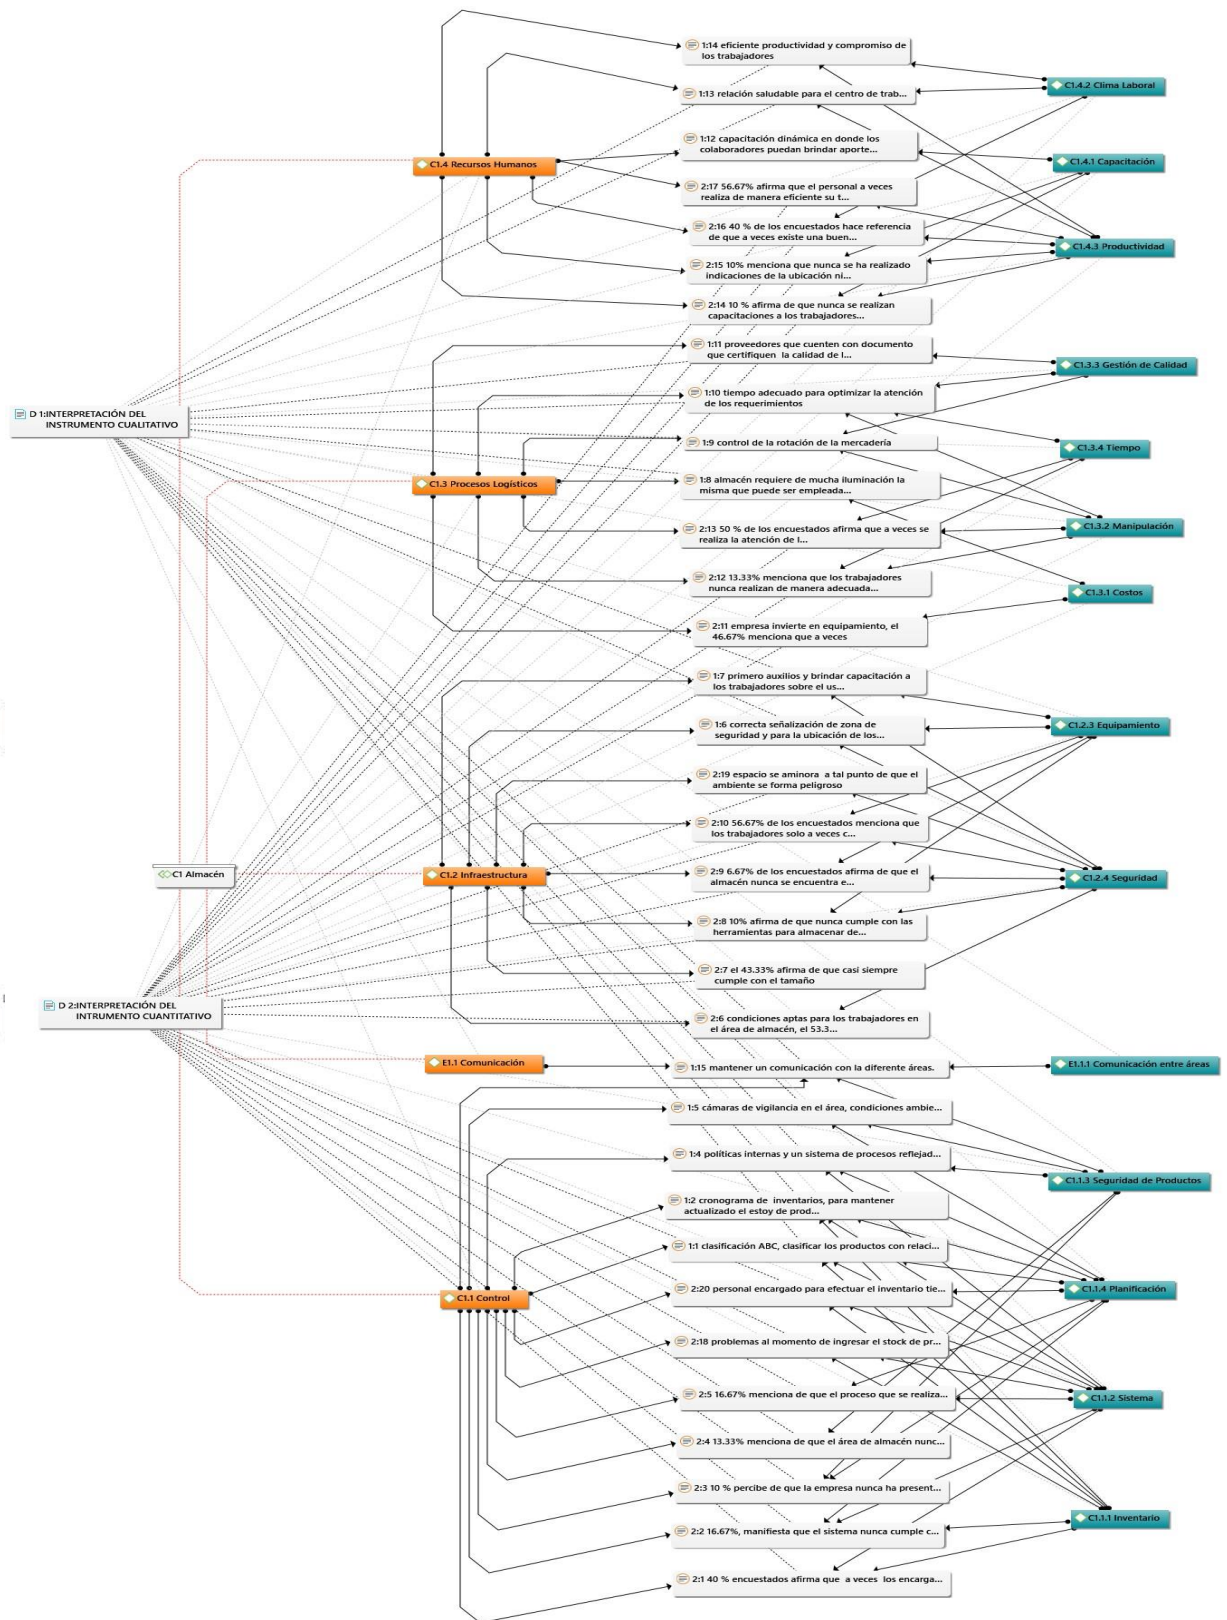 1:14 eficiente productividad y compromiso de
los trabajadores
C1.4.2 Clima Laboral
1:13 relación saludable para el centro de trab...
1:12 capacitación dinámica en donde los
colaboradores puedan brindar aporte...
C1.4 Recursos Humanos
C1.4.1 Capacitación
2:17 56.67% afirma que el personal a veces
realiza de manera eficiente su t...
2:16 40 % de los encuestados hace referencia
de que a veces existe una buen...
C1.4.3 Productividad
2:15 10% menciona que nunca se ha realizado
indicaciones de la ubicación ni...
2:14 10 % afirma de que nunca se realizan
capacitaciones a los trabajadores...
1:11 proveedores que cuenten con documento
que certifiquen la calidad de l...
C1.3.3 Gestión de Calidad
1:10 tiempo adecuado para optimizar la atención
de los requerimientos
D 1:INTERPRETACIÓN DEL
INSTRUMENTO CUALITATIVO
1:9 control de la rotación de la mercadería
C1.3.4 Tiempo
C1.3 Procesos Logísticos
1:8 almacén requiere de mucha iluminación la
misma que puede ser empleada...
2:13 50 % de los encuestados afirma que a veces se
realiza la atención de l...
C1.3.2 Manipulación
2:12 13.33% menciona que los trabajadores
nunca realizan de manera adecuada...
C1.3.1 Costos
2:11 empresa invierte en equipamiento, el
46.67% menciona que a veces
1:7 primero auxilios y brindar capacitación a
los trabajadores sobre el us...
1:6 correcta señalización de zona de
seguridad y para la ubicación de los...
C1.2.3 Equipamiento
2:19 espacio se aminora a tal punto de que el
ambiente se forma peligroso
2:10 56.67% de los encuestados menciona que
los trabajadores solo a veces c...
C1 Almacén
C1.2 Infraestructura
2:9 6.67% de los encuestados afirma de que el
almacén nunca se encuentra e...
C1.2.4 Seguridad
2:8 10% afirma de que nunca cumple con las
herramientas para almacenar de...
2:7 el 43.33% afirma de que casi siempre
cumple con el tamaño
D 2:INTERPRETACIÓN DEL
INTRUMENTO CUANTITATIVO
2:6 condiciones aptas para los trabajadores en
el área de almacén, el 53.3...
E1.1 Comunicación
1:15 mantener un comunicación con la diferente áreas.
E1.1.1 Comunicación entre áreas
1:5 cámaras de vigilancia en el área, condiciones ambie...
1:4 políticas internas y un sistema de procesos reflejad...
C1.1.3 Seguridad de Productos
1:2 cronograma de inventarios, para mantener
actualizado el estoy de prod...
1:1 clasificación ABC, clasificar los productos con relaci...
2:20 personal encargado para efectuar el inventario tie...
C1.1.4 Planificación
C1.1 Control
2:18 problemas al momento de ingresar el stock de pr...
2:5 16.67% menciona de que el proceso que se realiza...
C1.1.2 Sistema
2:4 13.33% menciona de que el área de almacén nunc...
2:3 10 % percibe de que la empresa nunca ha present...
C1.1.1 Inventario
2:2 16.67%, manifiesta que el sistema nunca cumple c...
2:1 40 % encuestados afirma que a veces los encarga...